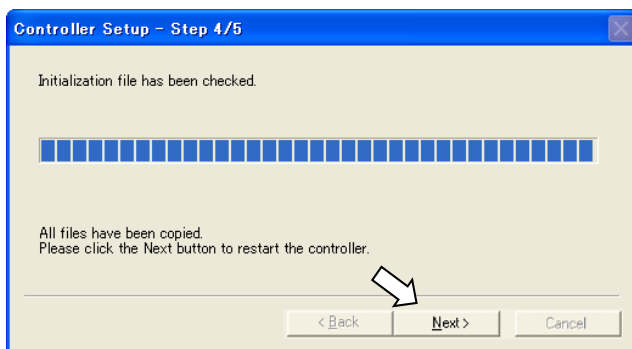 Controller Setup - Step 4/5
Initialization file has been checked.
All files have been copied.
Please click the Next button to restart the controller.
< Back
Next >
Cancel